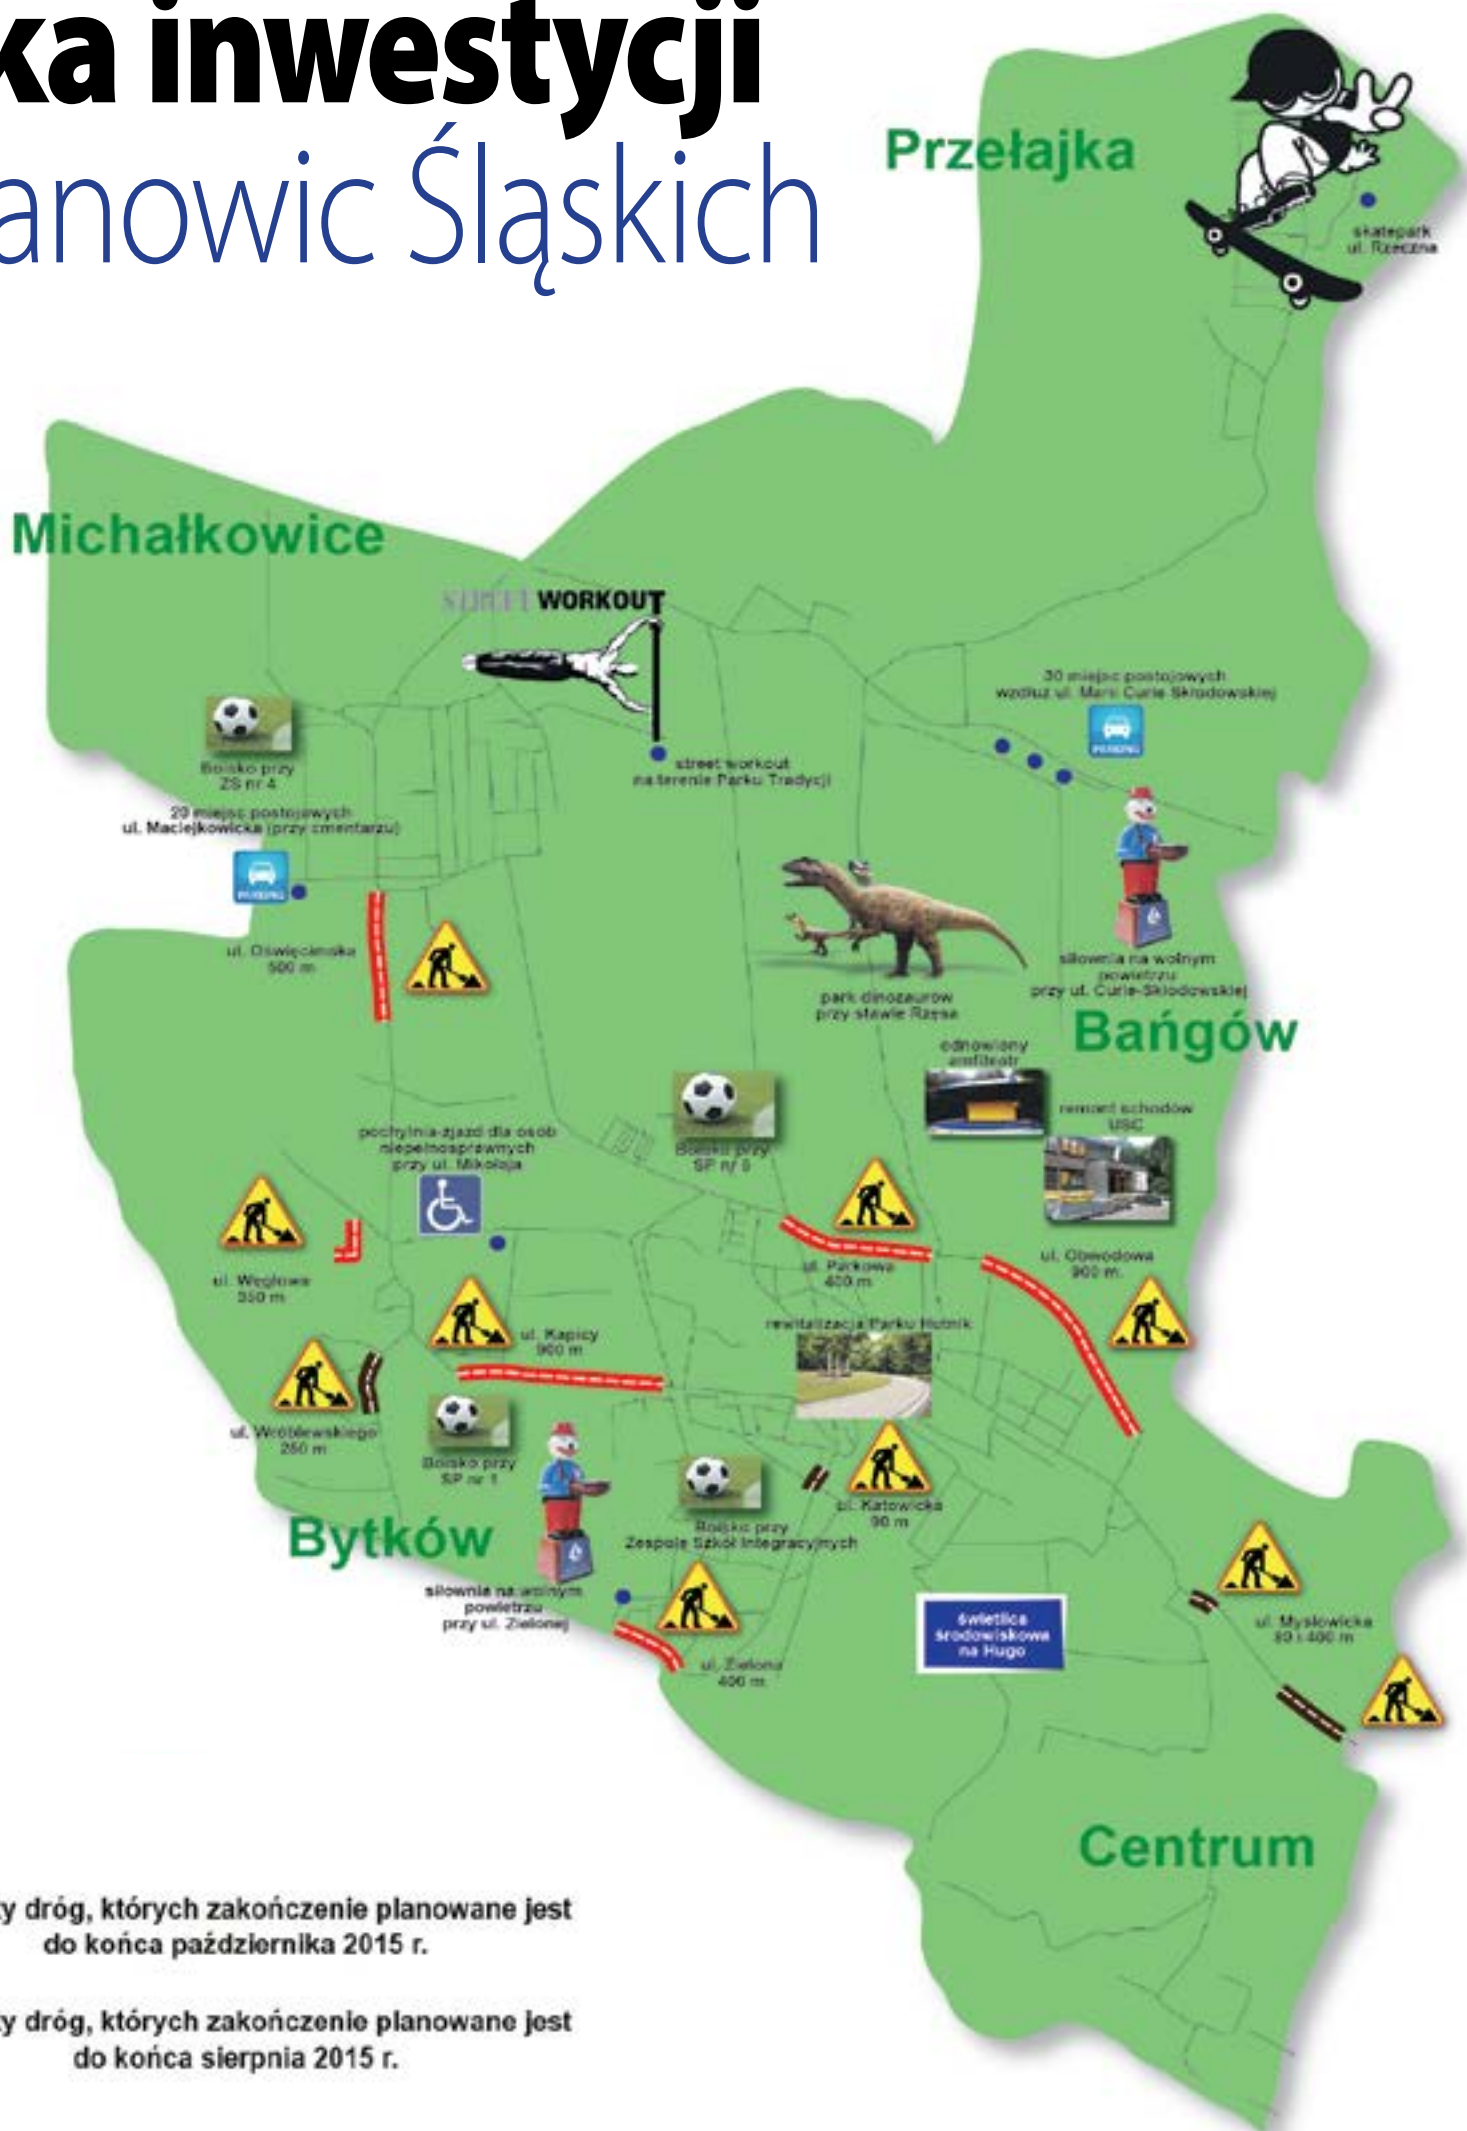 ka inwestycji
anowic Śląskich
Przełajka
skatepark
ul. Rzeczna
Michałkowice
STREET WORKOUT
30 miejsc postojowych
wzdłuż ul. Marii Curie Skłodowskiej
PARKING
Boisko przy
ZS nr 4
street workout
na terenie Parku Tradycji
20 miejsc postojowych
ul. Maciejkowicka (przy cmentarzu)
PARKING
ul. Oświęcimska
500 m
siłownia na wolnym
powietrzu
przy ul. Curie-Skłodowskiej
park dinozaurów
przy stawie Rzęsa
Bańgów
odnowiony
amfiteatr
remont schodów
USC
pochylnia-zjazd dla osób
niepełnosprawnych
przy ul. Mikołaja
Boisko przy
SP nr
ul. Węglowa
350 m
ul. Parkowa
400 m
ul. Obwodowa
900 m.
rewitalizacja Parku Hutnik
ul. Kapicy
900 m
ul. Wróblewskiego
250 m
Boisko przy
SP nr 1
ul. Katowicka
90 m
Bytków
Boisko przy
Zespole Szkół Integracyjnych
siłownia na wolnym
powietrzu
przy ul. Zielonej
świetlica
środowiskowa
na Hugo
ul. Mysłowicka
80 i 400 m
ul. Zielona
400 m
Centrum
y dróg, których zakończenie planowane jest
do końca października 2015 r.
y dróg, których zakończenie planowane jest
do końca sierpnia 2015 r.